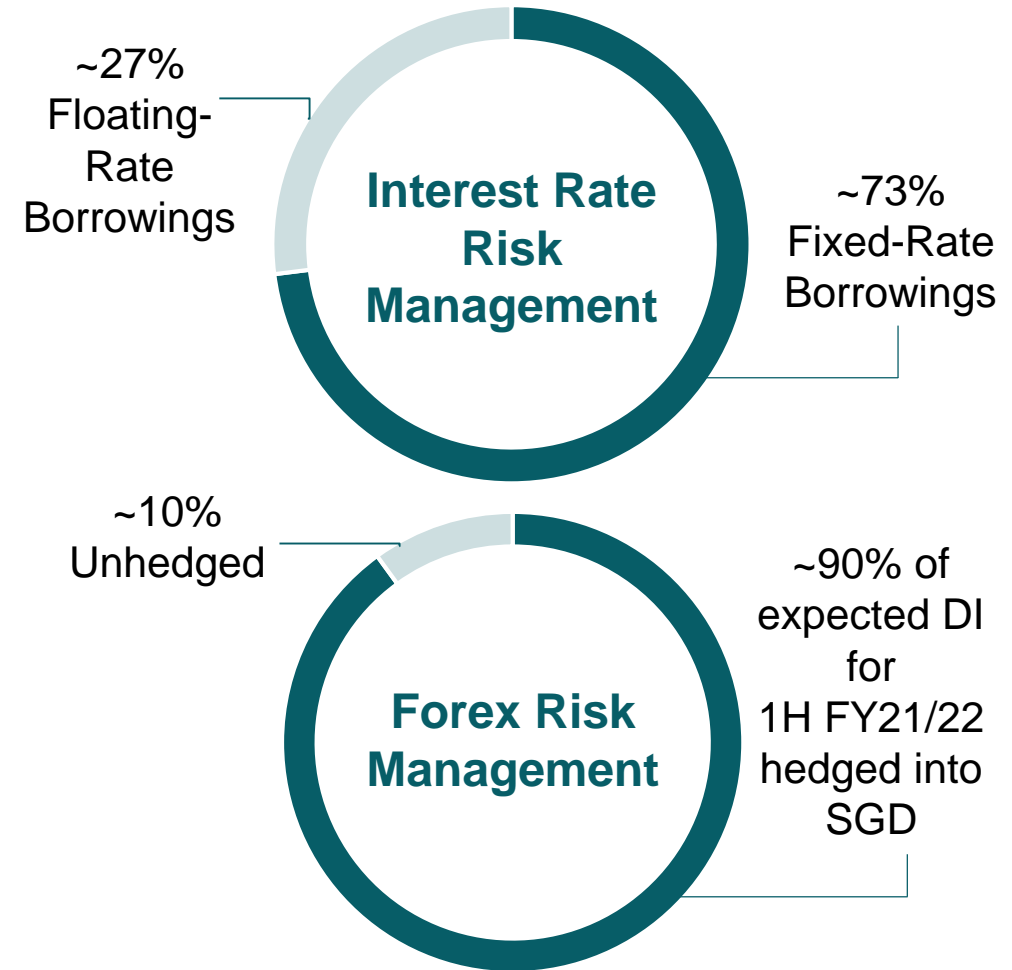 ~27%
Floating-
Rate
Borrowings
Interest Rate
Risk
Management
~73%
Fixed-Rate
Borrowings
~10%
Unhedged
Forex Risk
Management
~90% of
expected DI
for
1H FY21/22
hedged into
SGD